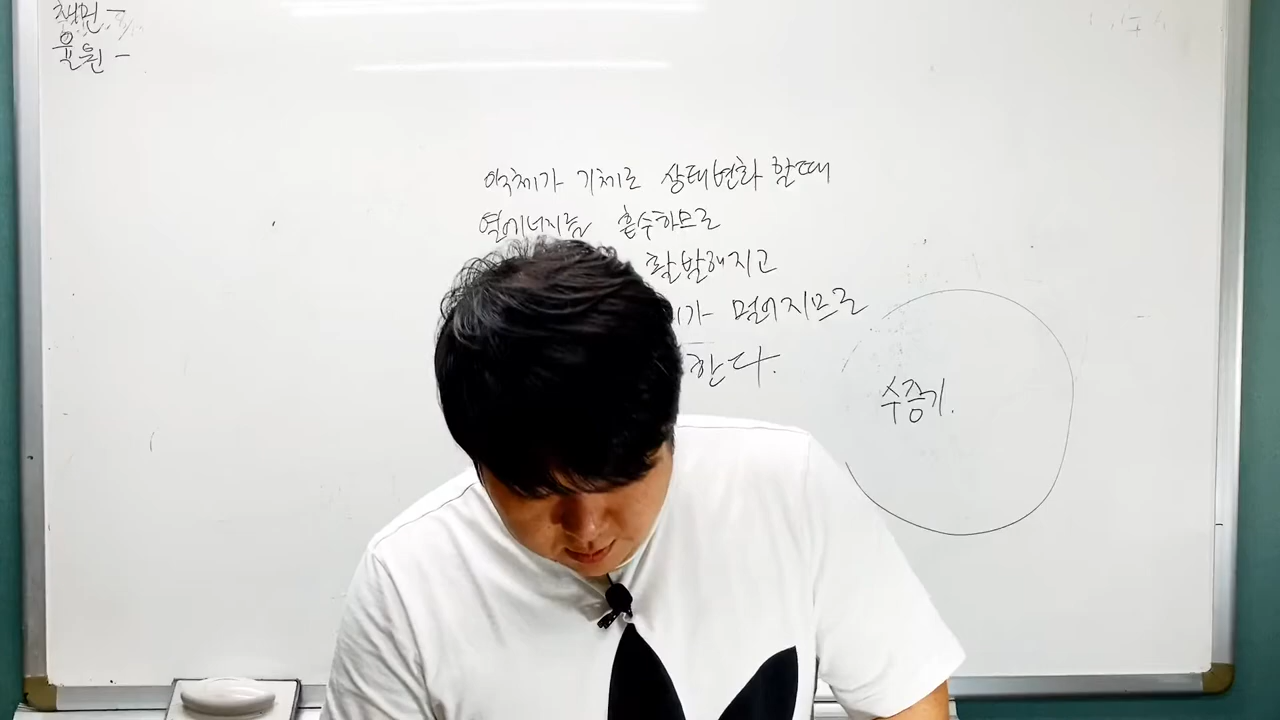 채민 -
율원 -
액체가 기체로 상태변화 할때
열에너지를 흡수하므로
활발해지고
가 멀어지므로
한다.
수증기.